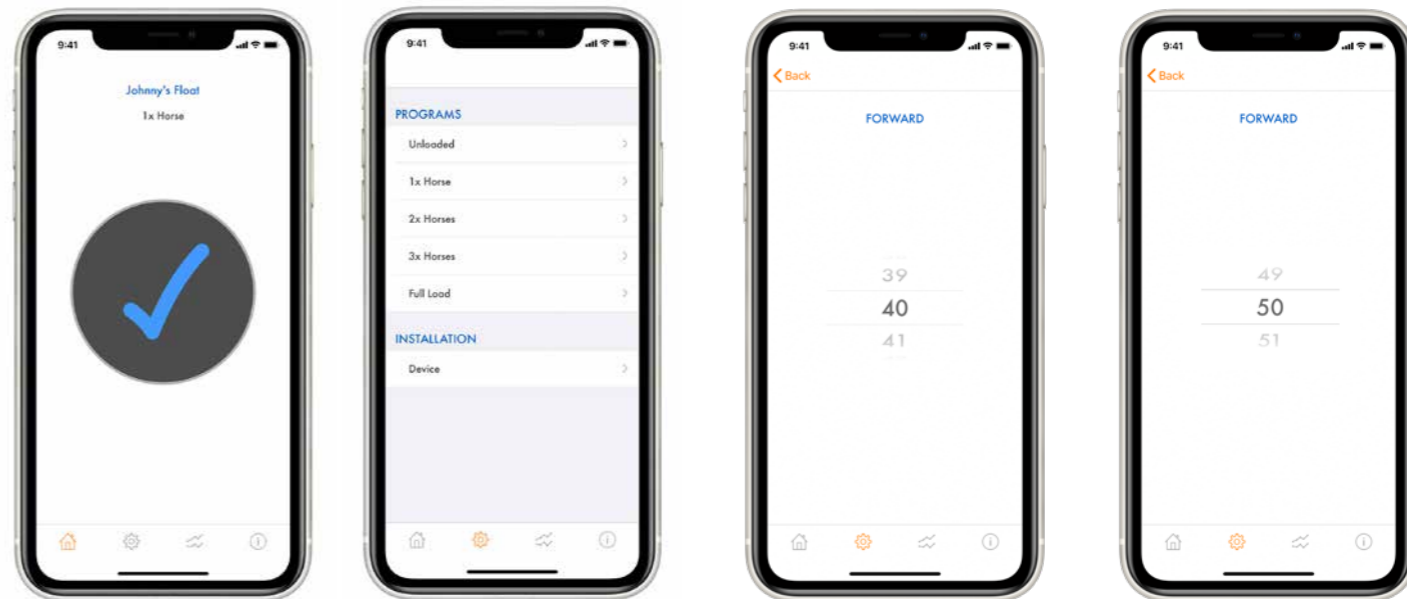 9:41
Johnny's Float
1x Horse
9:41
PROGRAMS
Unloaded
1x Horse
2x Horses
3x Horses
Full Load
INSTALLATION
Device
9:41
Back
FORWARD
39
40
41
9:41
Back
FORWARD
49
50
51